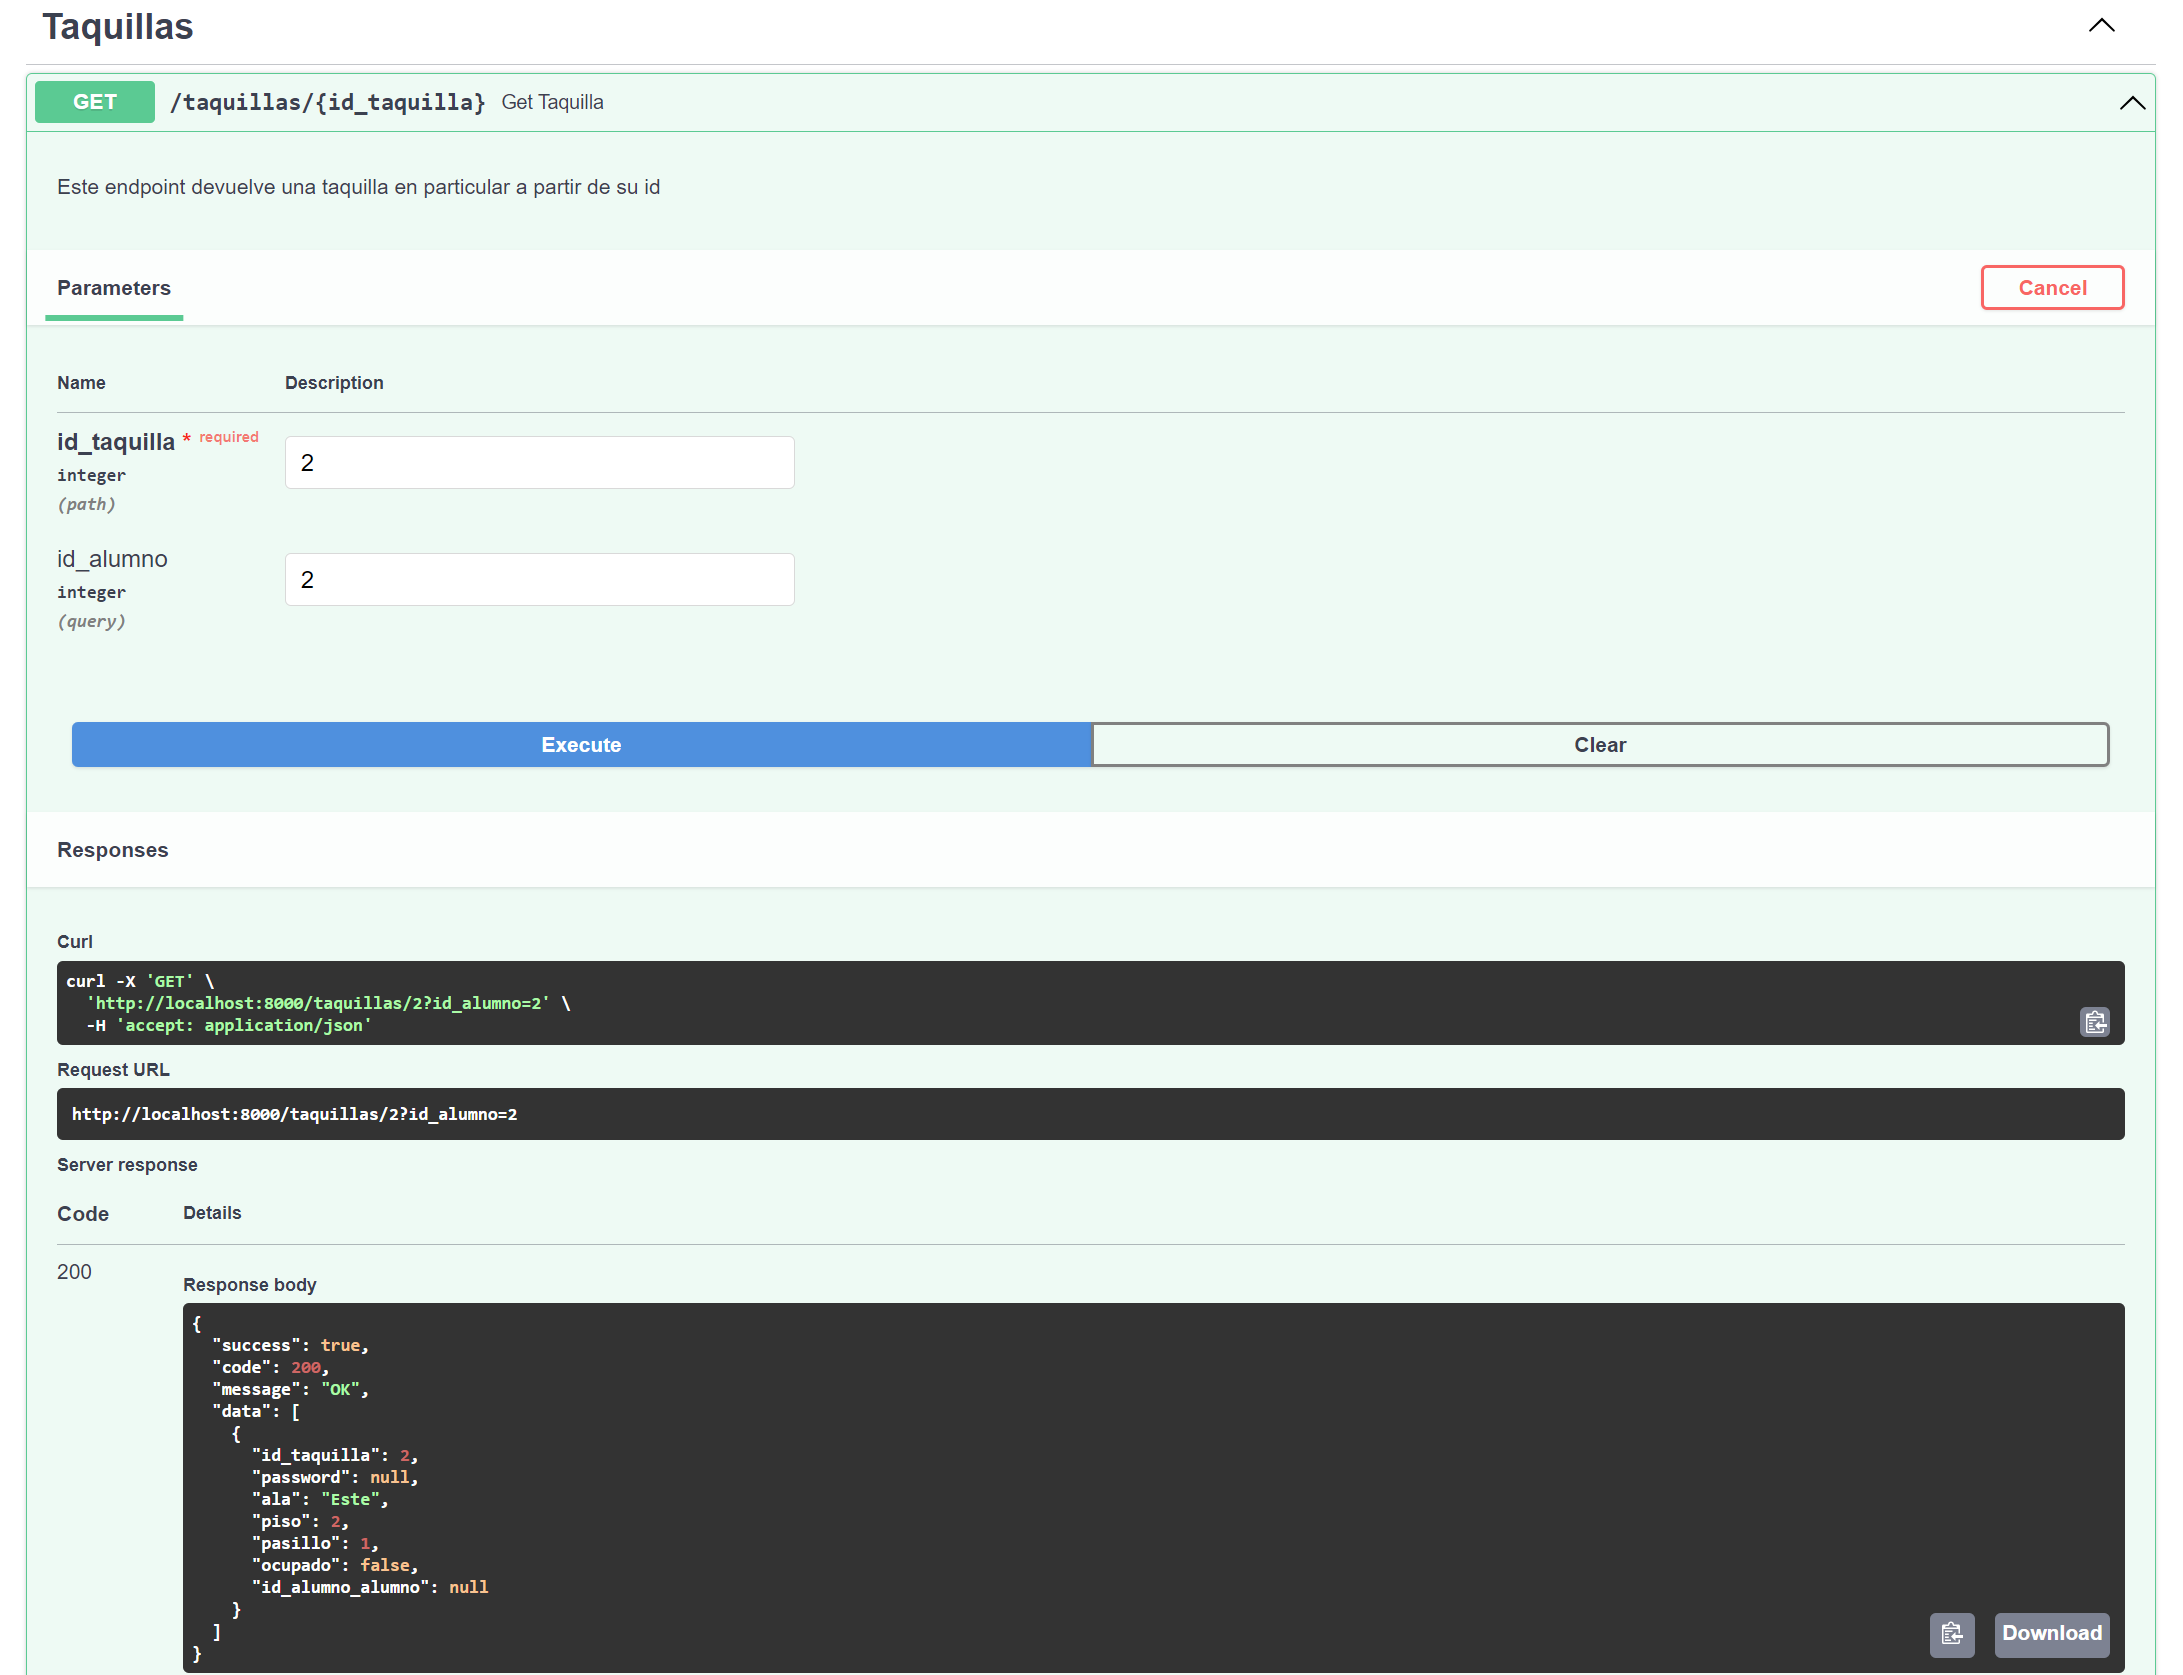 Taquillas
GET /taquillas/{id_taquilla} Get Taquilla
Este endpoint devuelve una taquilla en particular a partir de su id
Parameters
Cancel
Name Description
id_taquilla * required
integer
(path)
2
id_alumno
integer
(query)
2
Execute
Clear
Responses
Curl
curl -X 'GET' \
  'http://localhost:8000/taquillas/2?id_alumno=2' \
  -H 'accept: application/json'
Request URL
http://localhost:8000/taquillas/2?id_alumno=2
Server response
Code Details
200
Response body
{
  "success": true,
  "code": 200,
  "message": "OK",
  "data": [
    {
      "id_taquilla": 2,
      "password": null,
      "ala": "Este",
      "piso": 2,
      "pasillo": 1,
      "ocupado": false,
      "id_alumno_alumno": null
    }
  ]
}
Download